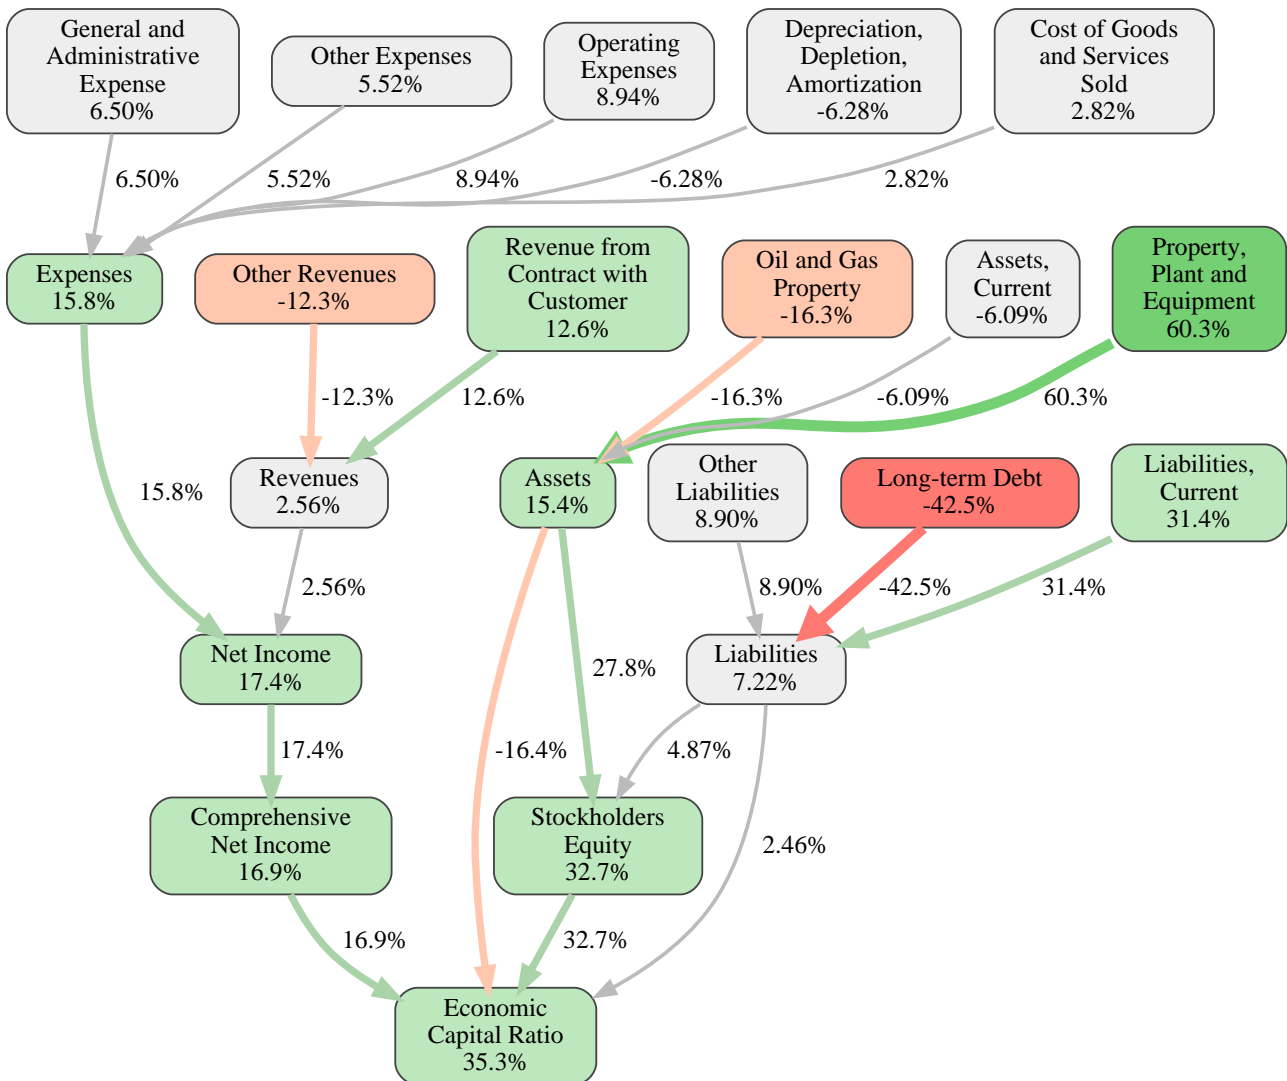 General and
Administrative
Expense
6.50%
Other Expenses
5.52%
Operating
Expenses
8.94%
Depreciation,
Depletion,
Amortization
-6.28%
Cost of Goods
and Services
Sold
2.82%
6.50%
5.52%
8.94%
-6.28%
2.82%
Expenses
15.8%
Other Revenues
-12.3%
Revenue from
Contract with
Customer
12.6%
Oil and Gas
Property
-16.3%
Assets,
Current
-6.09%
Property,
Plant and
Equipment
60.3%
-12.3%
12.6%
-16.3%
-6.09%
60.3%
15.8%
Revenues
2.56%
Assets
15.4%
Other
Liabilities
8.90%
Long-term Debt
-42.5%
Liabilities,
Current
31.4%
2.56%
8.90%
-42.5%
31.4%
Net Income
17.4%
27.8%
Liabilities
7.22%
17.4%
-16.4%
4.87%
Comprehensive
Net Income
16.9%
Stockholders
Equity
32.7%
2.46%
16.9%
32.7%
Economic
Capital Ratio
35.3%